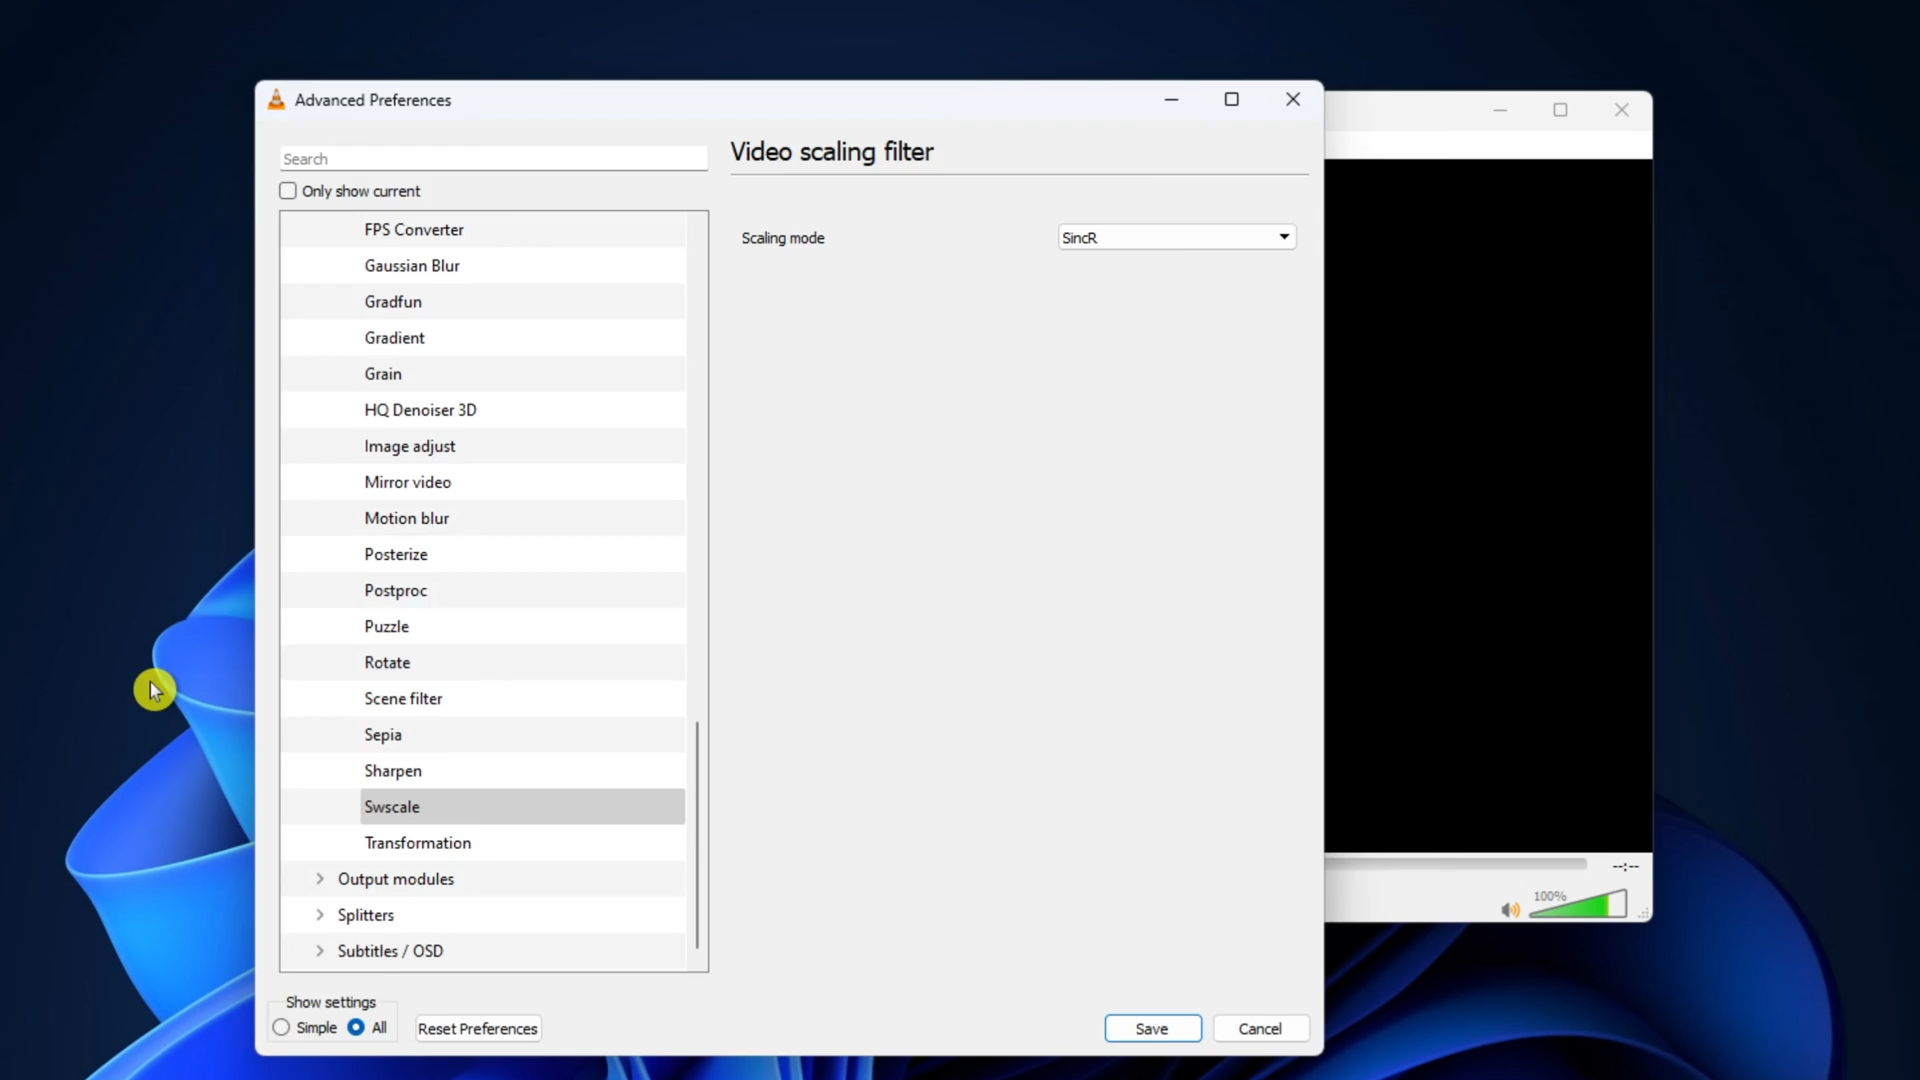 Advanced Preferences
Search
Only show current
FPS Converter
Gaussian Blur
Gradfun
Gradient
Grain
HQ Denoiser 3D
Image adjust
Mirror video
Motion blur
Posterize
Postproc
Puzzle
Rotate
Scene filter
Sepia
Sharpen
Swscale
Transformation
Output modules
Splitters
Subtitles / OSD
Show settings
Simple All
Reset Preferences
Video scaling filter
Scaling mode SincR
Save Cancel
--:--
100%